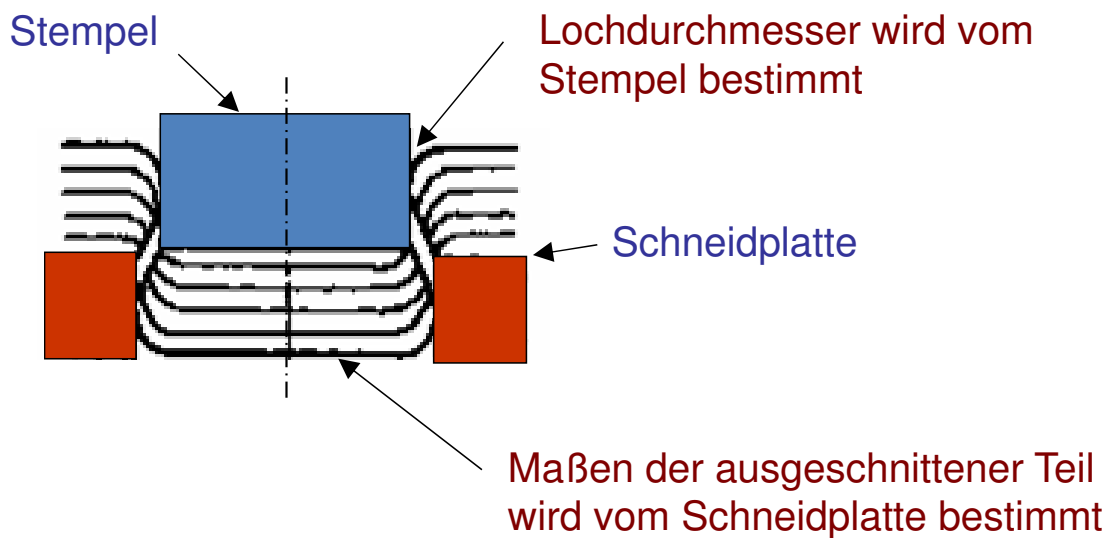 Stempel
Lochdurchmesser wird vom
Stempel bestimmt
Schneidplatte
Maßen der ausgeschnittener Teil
wird vom Schneidplatte bestimmt